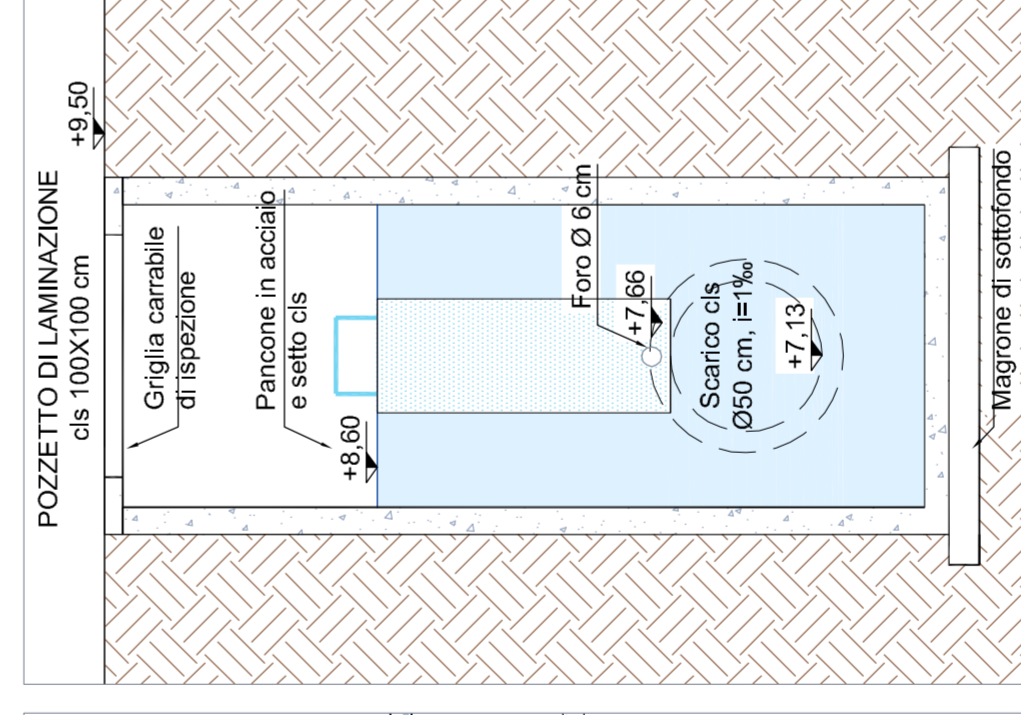 POZZETTO DI LAMINAZIONE
cls 100X100 cm
+9,50
Griglia carrabile
di ispezione
Pancone in acciaio
e setto cls
+8,60
Foro Ø 6 cm
+7,66
Scarico cls
Ø50 cm, i=1‰
+7,13
Magrone di sottofondo